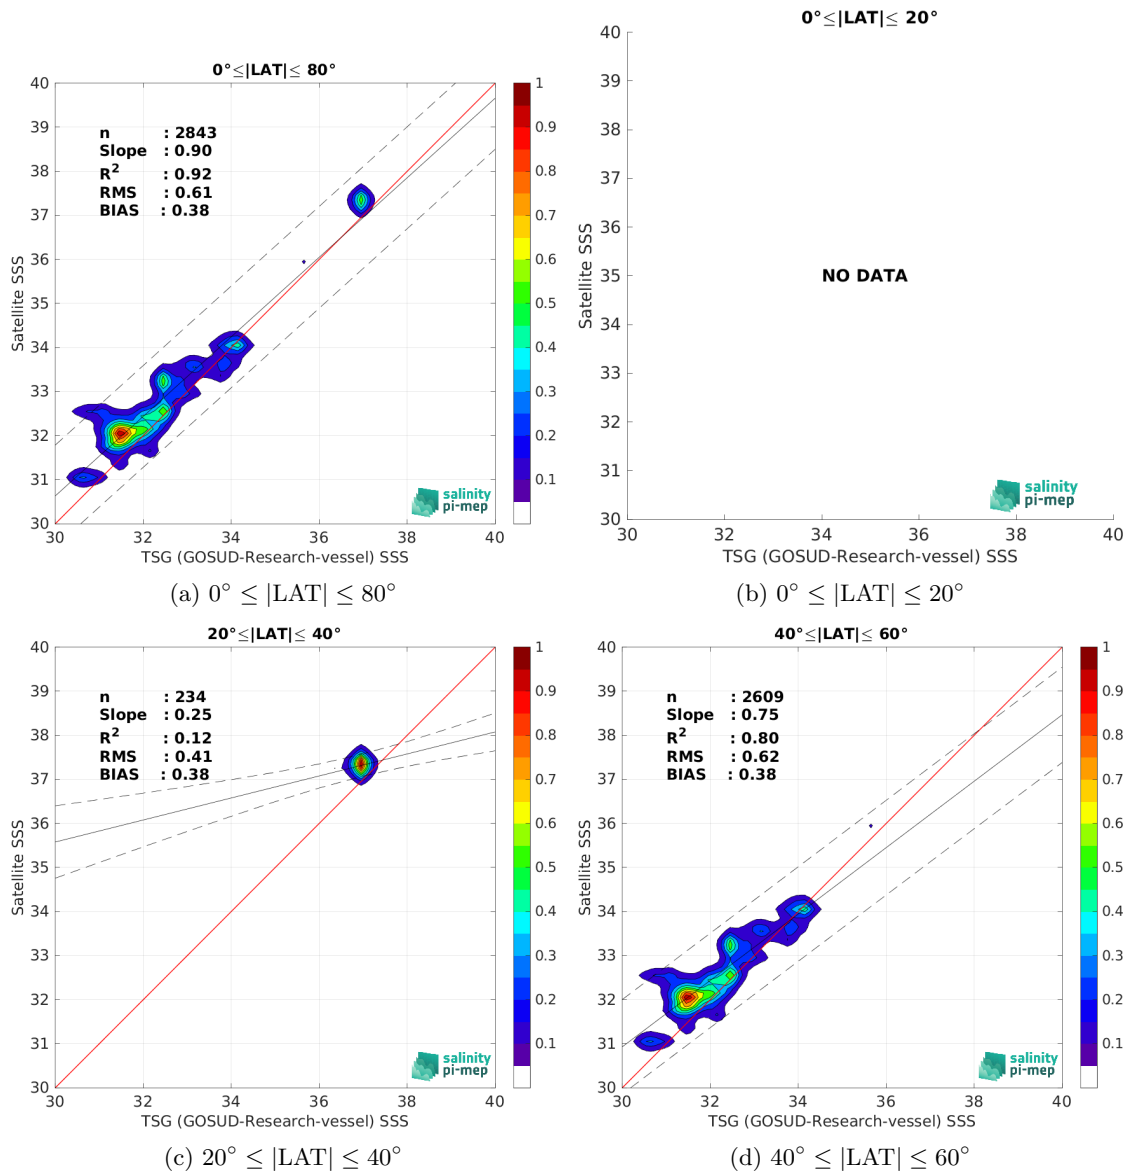 0°≤|LAT|≤ 80°
n : 2843
Slope : 0.90
R² : 0.92
RMS : 0.61
BIAS : 0.38
40
39
38
37
36
35
34
33
32
31
30
30 32 34 36 38 40
Satellite SSS
TSG (GOSUD-Research-vessel) SSS
1
0.9
0.8
0.7
0.6
0.5
0.4
0.3
0.2
0.1
salinity
pi-mep
(a) 0° ≤ |LAT| ≤ 80°
0°≤|LAT|≤ 20°
40
39
38
37
36
35
34
33
32
31
30
30 32 34 36 38 40
Satellite SSS
NO DATA
TSG (GOSUD-Research-vessel) SSS
salinity
pi-mep
(b) 0° ≤ |LAT| ≤ 20°
20°≤|LAT|≤ 40°
n : 234
Slope : 0.25
R² : 0.12
RMS : 0.41
BIAS : 0.38
40
39
38
37
36
35
34
33
32
31
30
30 32 34 36 38 40
Satellite SSS
TSG (GOSUD-Research-vessel) SSS
1
0.9
0.8
0.7
0.6
0.5
0.4
0.3
0.2
0.1
salinity
pi-mep
(c) 20° ≤ |LAT| ≤ 40°
40°≤|LAT|≤ 60°
n : 2609
Slope : 0.75
R² : 0.80
RMS : 0.62
BIAS : 0.38
40
39
38
37
36
35
34
33
32
31
30
30 32 34 36 38 40
Satellite SSS
TSG (GOSUD-Research-vessel) SSS
1
0.9
0.8
0.7
0.6
0.5
0.4
0.3
0.2
0.1
salinity
pi-mep
(d) 40° ≤ |LAT| ≤ 60°